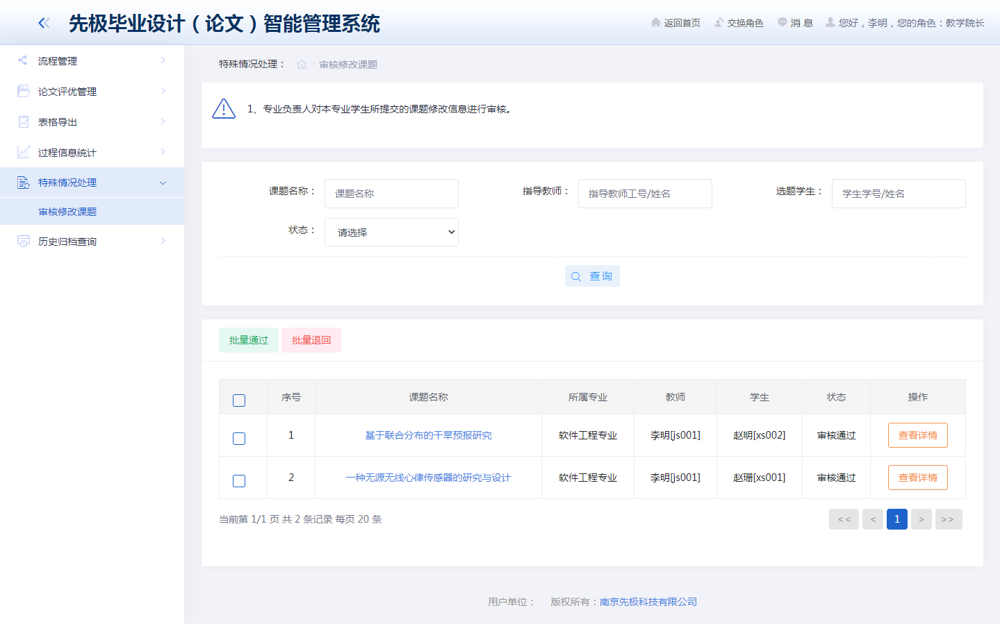 先极毕业设计（论文）智能管理系统
返回首页 交换角色 消 息 您好，李明，您的角色：教学院长
流程管理
论文评优管理
表格导出
过程信息统计
特殊情况处理
审核修改课题
历史归档查询
特殊情况处理： 审核修改课题
1、专业负责人对本专业学生所提交的课题修改信息进行审核。
课题名称： 课题名称 指导教师： 指导教师工号/姓名 选题学生： 学生学号/姓名
状态： 请选择
查询
批量通过 批量退回
序号 课题名称 所属专业 教师 学生 状态 操作
1 基于联合分布的干旱预报研究 软件工程专业 李明[js001] 赵明[xs002] 审核通过 查看详情
2 一种无源无线心律传感器的研究与设计 软件工程专业 李明[js001] 赵珊[xs001] 审核通过 查看详情
当前第 1/1 页 共 2 条记录 每页 20 条 << < 1 > >>
用户单位： 版权所有：南京先极科技有限公司